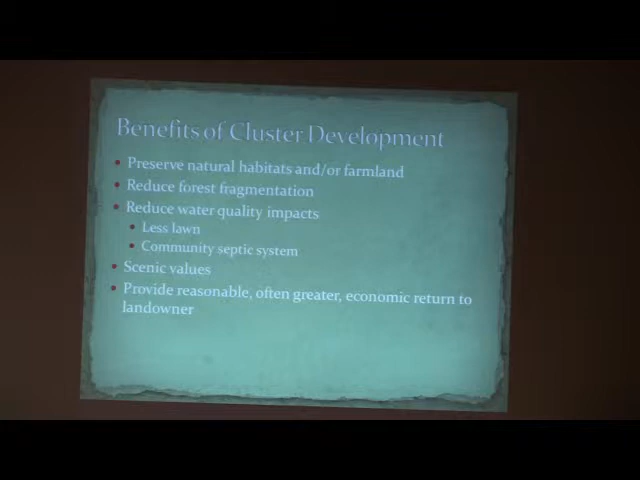 Benefits of Cluster Development
• Preserve natural habitats and/or farmland
• Reduce forest fragmentation
• Reduce water quality impacts
• Less lawn
• Community septic system
• Scenic values
• Provide reasonable, often greater, economic return to
landowner